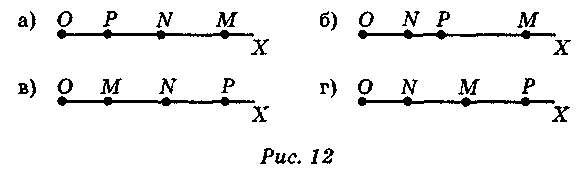 а) O P N M X
б) O N P M X
в) O M N P X
г) O N M P X
Рис. 12